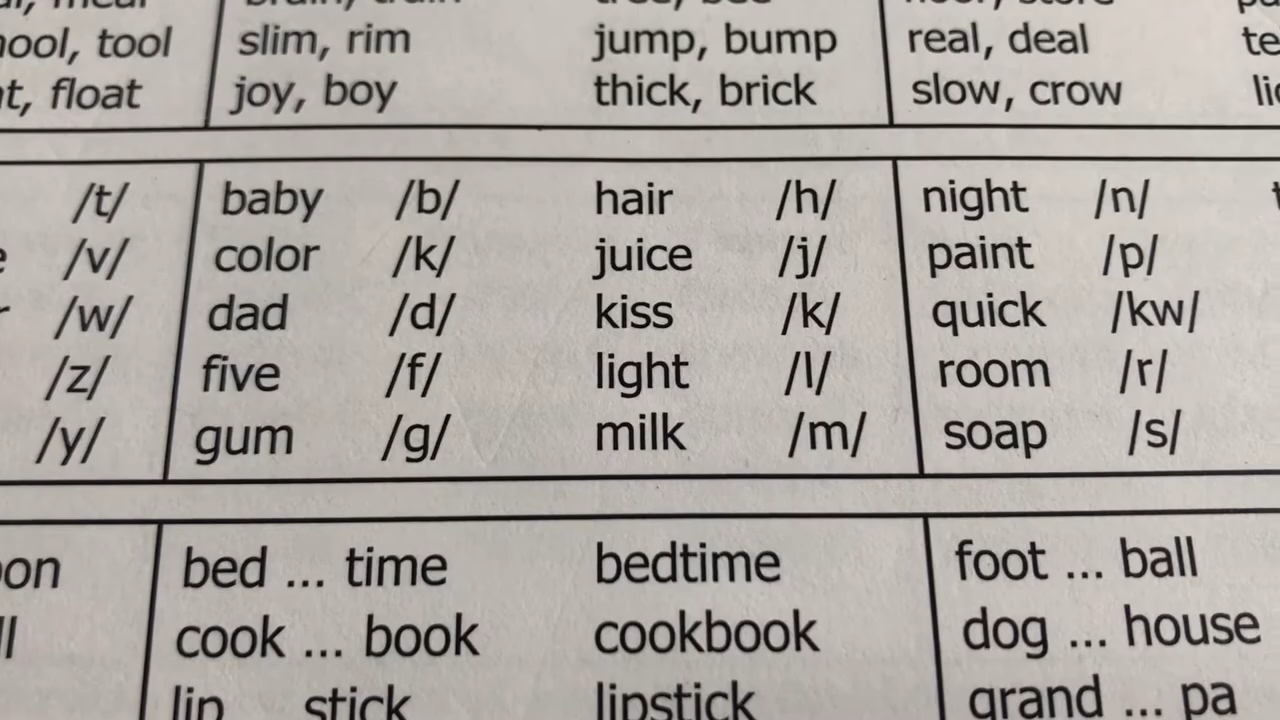 tool slim, rim jump, bump real, deal
float joy, boy thick, brick slow, crow
/t/ baby /b/ hair /h/ night /n/
/v/ color /k/ juice /j/ paint /p/
/w/ dad /d/ kiss /k/ quick /kw/
/z/ five /f/ light /l/ room /r/
/y/ gum /g/ milk /m/ soap /s/
bed ... time bedtime foot ... ball
cook ... book cookbook dog ... house
lip stick lipstick grand ... pa